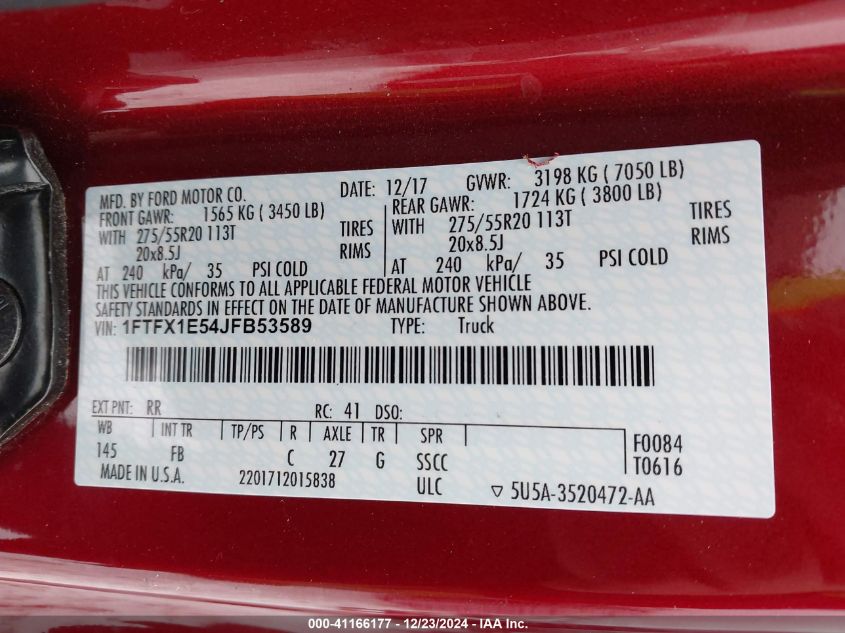 MFD. BY FORD MOTOR CO. DATE: 12/17 GVWR: 3198 KG ( 7050 LB)
FRONT GAWR: 1565 KG ( 3450 LB) REAR GAWR: 1724 KG ( 3800 LB)
WITH 275/55R20 113T TIRES WITH 275/55R20 113T TIRES
20x8.5J RIMS 20x8.5J RIMS
AT 240 kPa/ 35 PSI COLD AT 240 kPa/ 35 PSI COLD
THIS VEHICLE CONFORMS TO ALL APPLICABLE FEDERAL MOTOR VEHICLE
SAFETY STANDARDS IN EFFECT ON THE DATE OF MANUFACTURE SHOWN ABOVE.
VIN: 1FTFX1E54JFB53589 TYPE: Truck
EXT PNT: RR RC: 41 DSO:
WB INT TR TP/PS R AXLE TR SPR F0084
145 FB C 27 G SSCC T0616
MADE IN U.S.A. 2201712015838 ULC ▽ 5U5A-3520472-AA
000-41166177 - 12/23/2024 - IAA Inc.